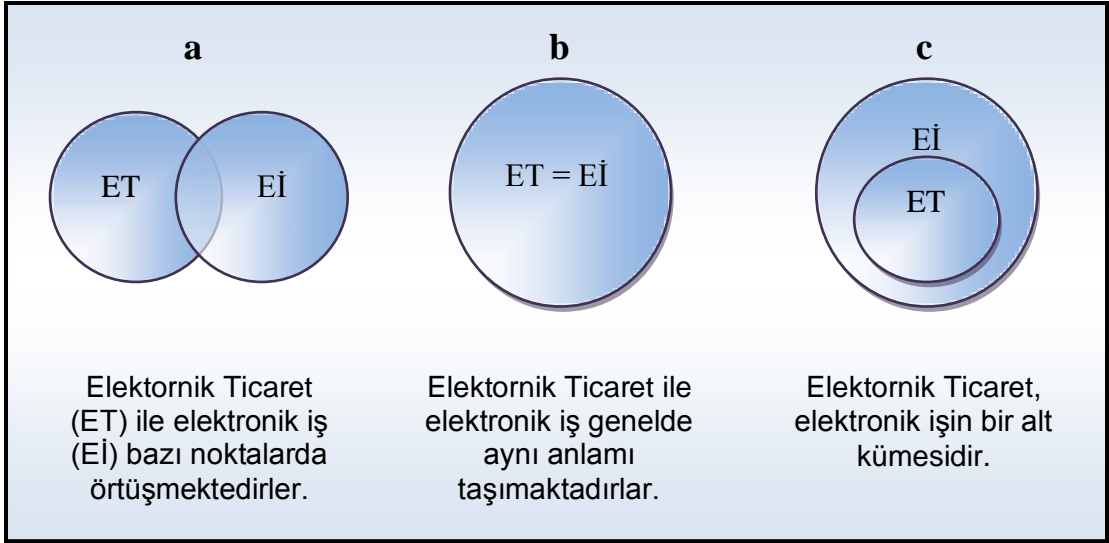 a
ET
Eİ
Elektornik Ticaret
(ET) ile elektronik iş
(Eİ) bazı noktalarda
örtüşmektedirler.
b
ET = Eİ
Elektornik Ticaret ile
elektronik iş genelde
aynı anlamı
taşımaktadırlar.
c
Eİ
ET
Elektornik Ticaret,
elektronik işin bir alt
kümesidir.